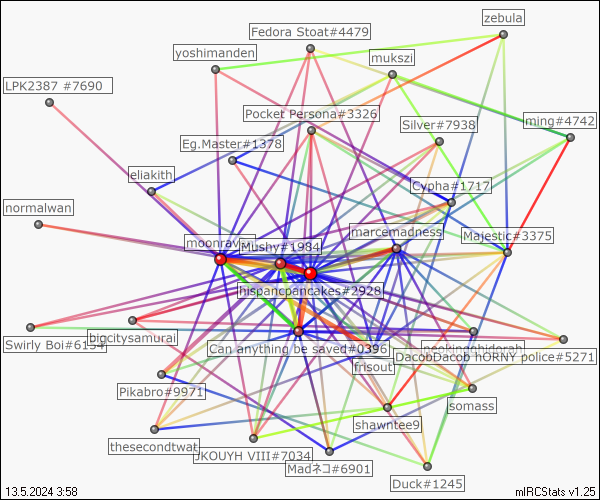 zebula
Fedora Stoat#4479
yoshimanden
mukszi
LPK2387 #7690
Pocket Persona#3326
ming#4742
Silver#7938
Eg.Master#1378
eliakith
Cypha#1717
normalwan
marcemadness
Majestic#3375
Mushy#1984
hispancpancakes#2928
bigcitysamurai
Swirly Boi#6154
Can anything be saved#0396
DacobDacob hORNY police#5271
frisout
Pikabro#9971
somass
shawntee9
thesecondtwat
JKOUYH VIII#7034
Madネコ#6901
Duck#1245
13.5.2024 3:58
mIRCStats v1.25